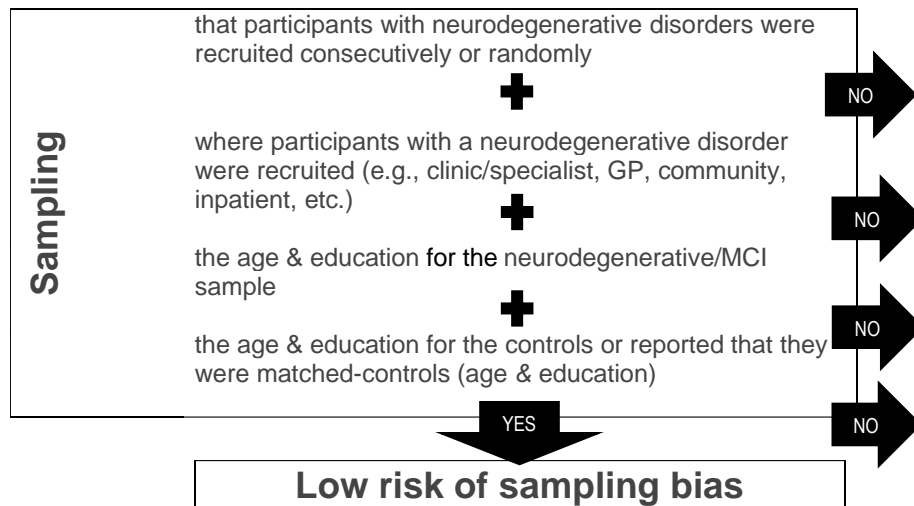 Sampling
that participants with neurodegenerative disorders were
recruited consecutively or randomly
NO
where participants with a neurodegenerative disorder
were recruited (e.g., clinic/specialist, GP, community,
inpatient, etc.)
NO
the age & education for the neurodegenerative/MCI
sample
NO
the age & education for the controls or reported that they
were matched-controls (age & education)
NO
YES
Low risk of sampling bias